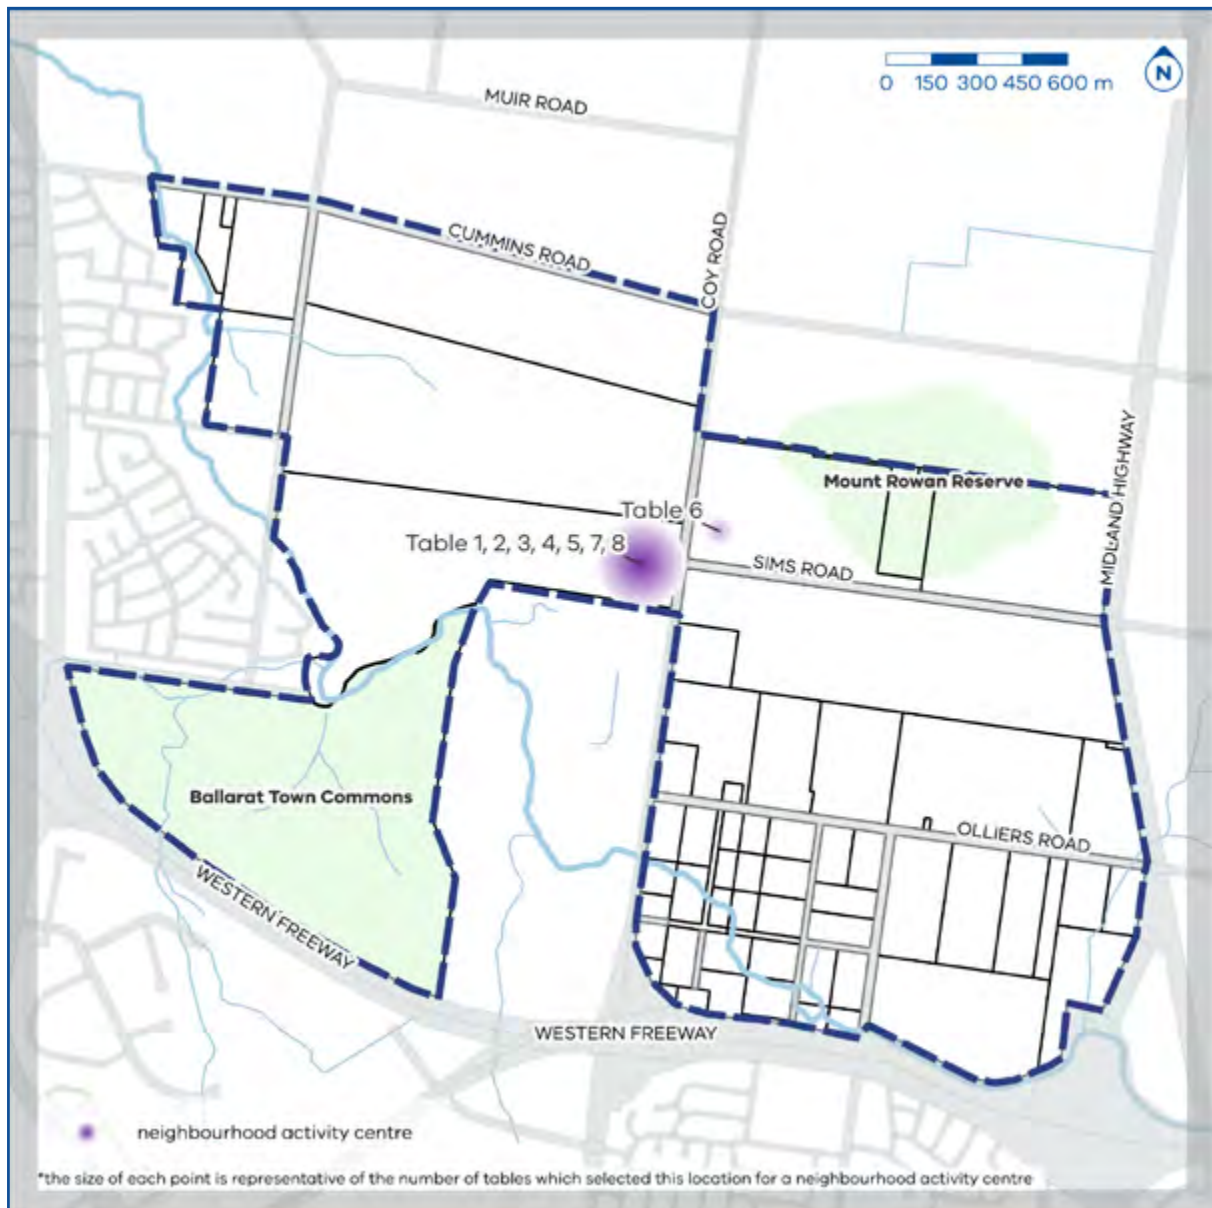 0 150 300 450 600 m
N
MUIR ROAD
CUMMINS ROAD
COY ROAD
MIDLAND HIGHWAY
Mount Rowan Reserve
Table 6
Table 1, 2, 3, 4, 5, 7, 8
SIMS ROAD
Ballarat Town Commons
OLLIERS ROAD
WESTERN FREEWAY
WESTERN FREEWAY
neighbourhood activity centre
*the size of each point is representative of the number of tables which selected this location for a neighbourhood activity centre